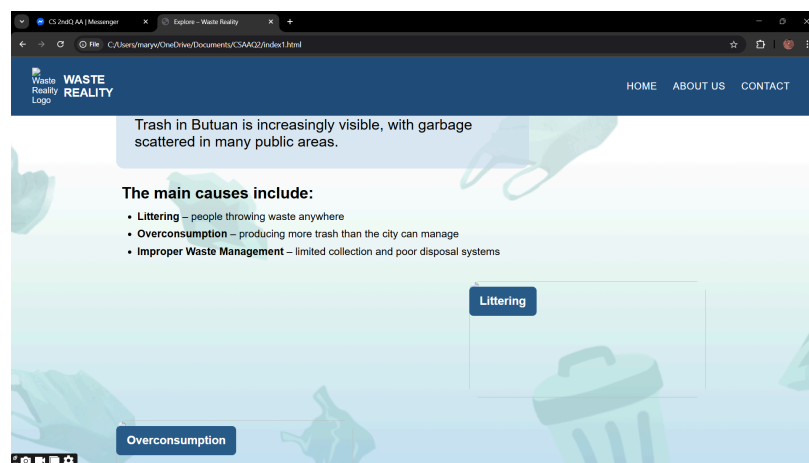 CS 2ndQ AA | Messenger
Explore – Waste Reality
File
C:/Users/maryv/OneDrive/Documents/CSAAQ2/index1.html
Waste
Reality
Logo
WASTE
REALITY
HOME
ABOUT US
CONTACT
Trash in Butuan is increasingly visible, with garbage
scattered in many public areas.
The main causes include:
• Littering – people throwing waste anywhere
• Overconsumption – producing more trash than the city can manage
• Improper Waste Management – limited collection and poor disposal systems
Littering
Overconsumption